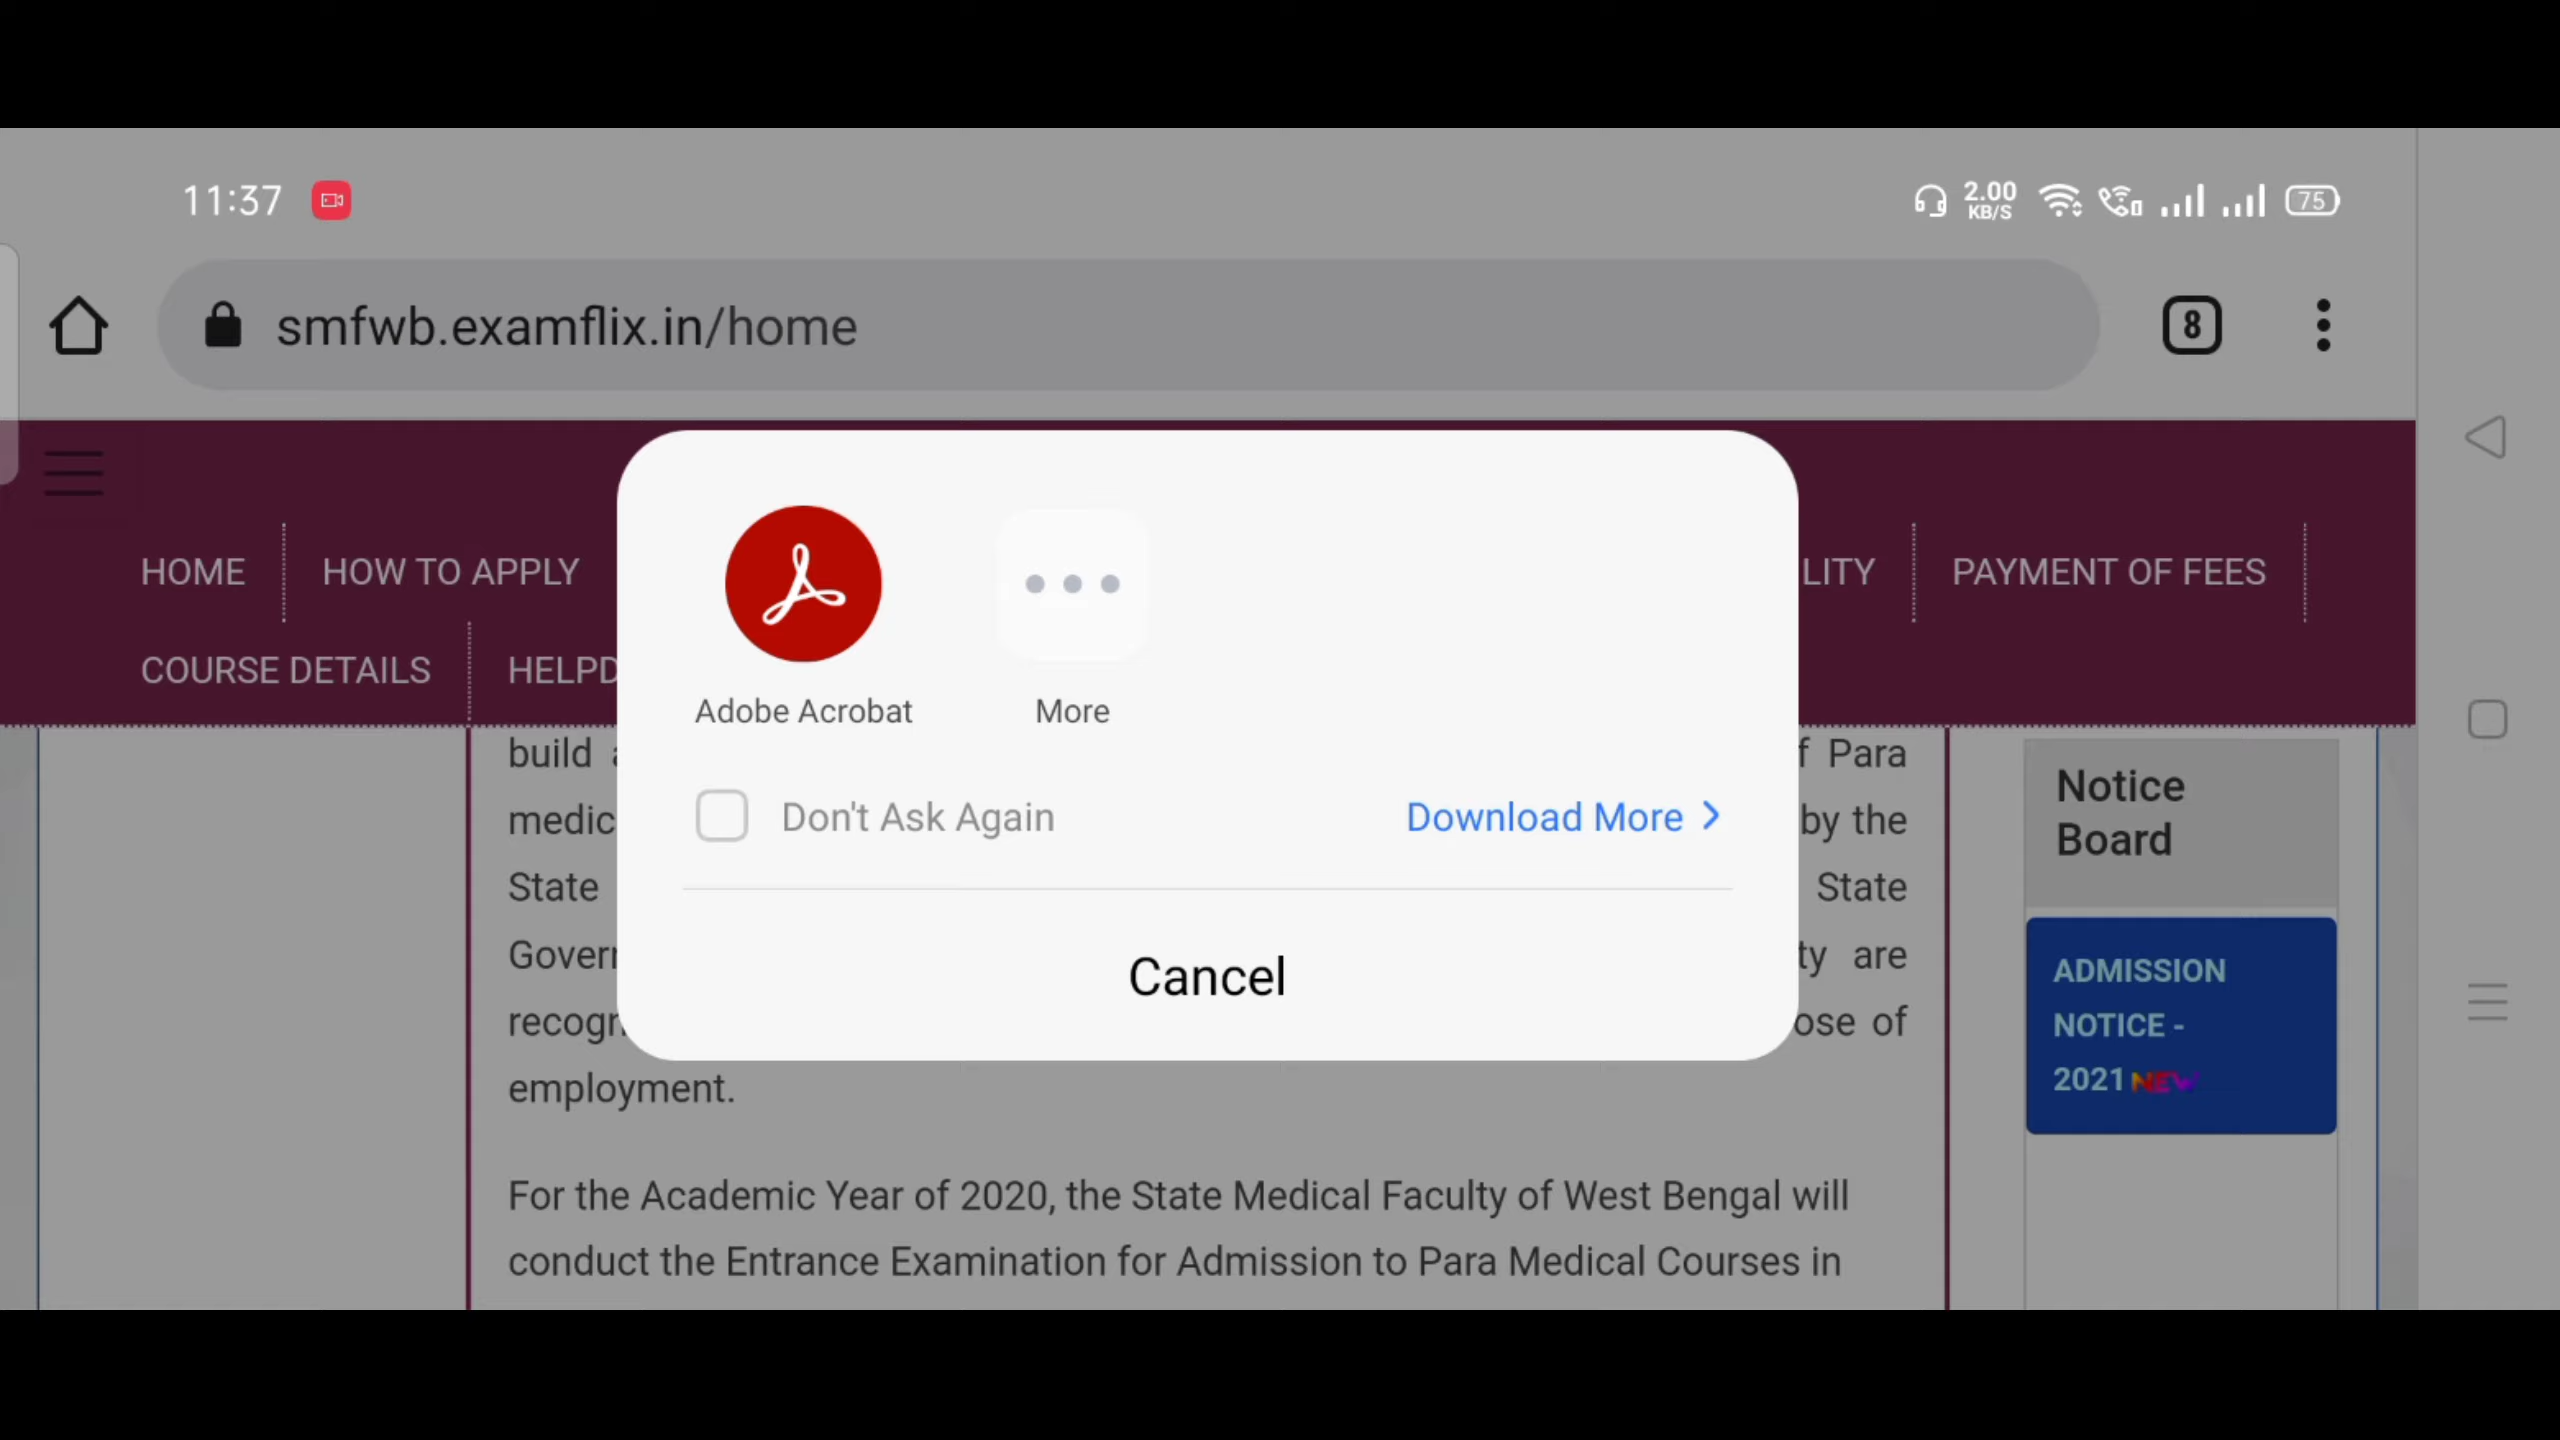 11:37
2.00
KB/S
75
smfwb.examflix.in/home
8
HOME
HOW TO APPLY
LITY
PAYMENT OF FEES
COURSE DETAILS
HELPD
Adobe Acrobat
More
Don't Ask Again
Download More
Cancel
build
f Para
medic
by the
State
State
Govern
ty are
recogn
ose of
employment.
For the Academic Year of 2020, the State Medical Faculty of West Bengal will
conduct the Entrance Examination for Admission to Para Medical Courses in
Notice
Board
ADMISSION
NOTICE -
2021 NEW